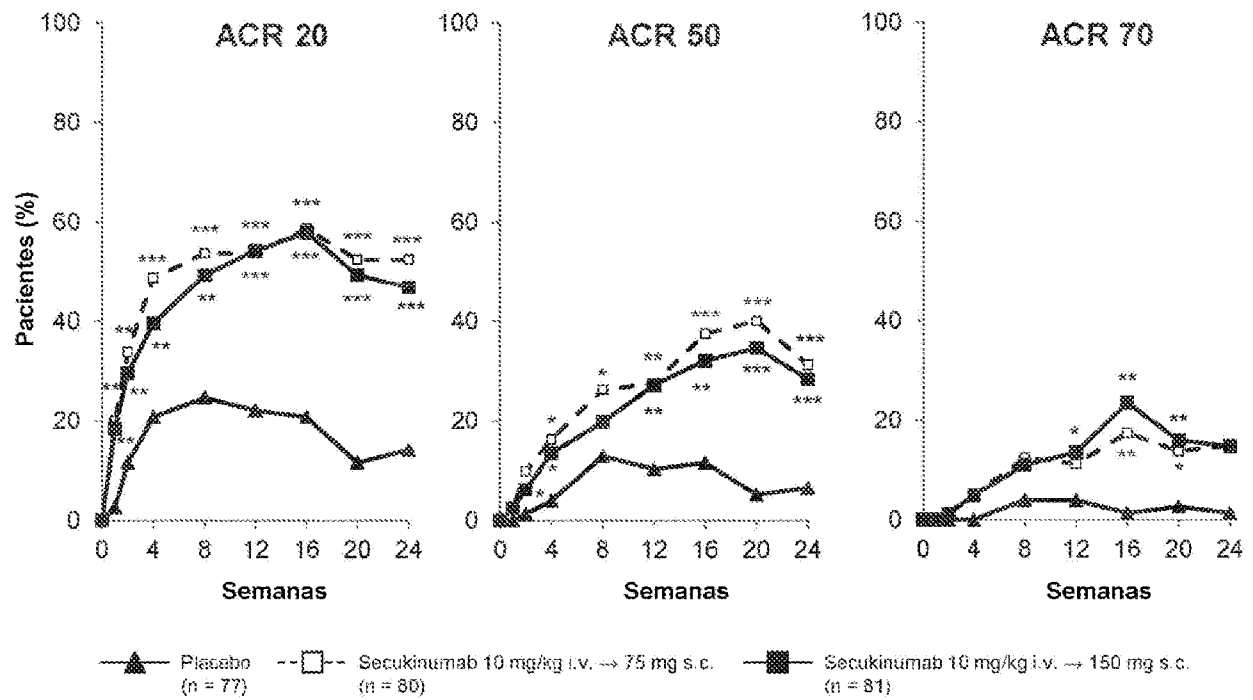 ACR 20
ACR 50
ACR 70
Pacientes (%)
100
80
60
40
20
0
100
80
60
40
20
0
100
80
60
40
20
0
*** *** *** *** *** *** ***
** ** ** ** ** *** *** *** ***
* * ** *** *** ***
* * ** ** *** ***
* ** **
** *
0 4 8 12 16 20 24
0 4 8 12 16 20 24
0 4 8 12 16 20 24
Semanas
Semanas
Semanas
Placebo
(n = 77)
Secukinumab 10 mg/kg i.v. → 75 mg s.c.
(n = 80)
Secukinumab 10 mg/kg i.v. → 150 mg s.c.
(n = 81)